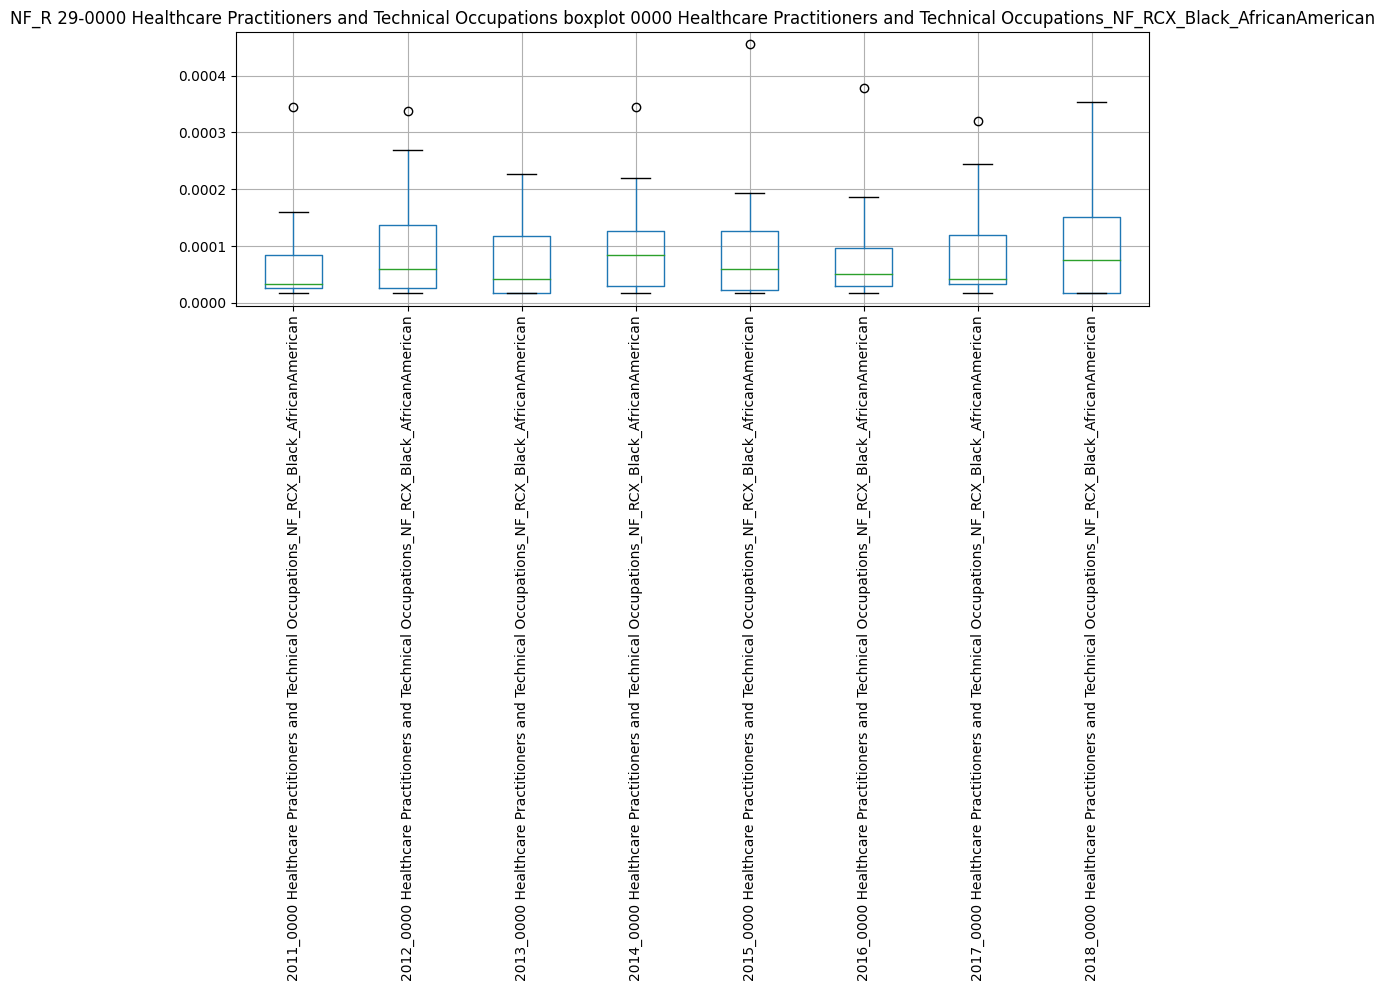 NF_R 29-0000 Healthcare Practitioners and Technical Occupations boxplot 0000 Healthcare Practitioners and Technical Occupations_NF_RCX_Black_AfricanAmerican
0.0004
0.0003
0.0002
0.0001
0.0000
2011_0000 Healthcare Practitioners and Technical Occupations_NF_RCX_Black_AfricanAmerican
2012_0000 Healthcare Practitioners and Technical Occupations_NF_RCX_Black_AfricanAmerican
2013_0000 Healthcare Practitioners and Technical Occupations_NF_RCX_Black_AfricanAmerican
2014_0000 Healthcare Practitioners and Technical Occupations_NF_RCX_Black_AfricanAmerican
2015_0000 Healthcare Practitioners and Technical Occupations_NF_RCX_Black_AfricanAmerican
2016_0000 Healthcare Practitioners and Technical Occupations_NF_RCX_Black_AfricanAmerican
2017_0000 Healthcare Practitioners and Technical Occupations_NF_RCX_Black_AfricanAmerican
2018_0000 Healthcare Practitioners and Technical Occupations_NF_RCX_Black_AfricanAmerican